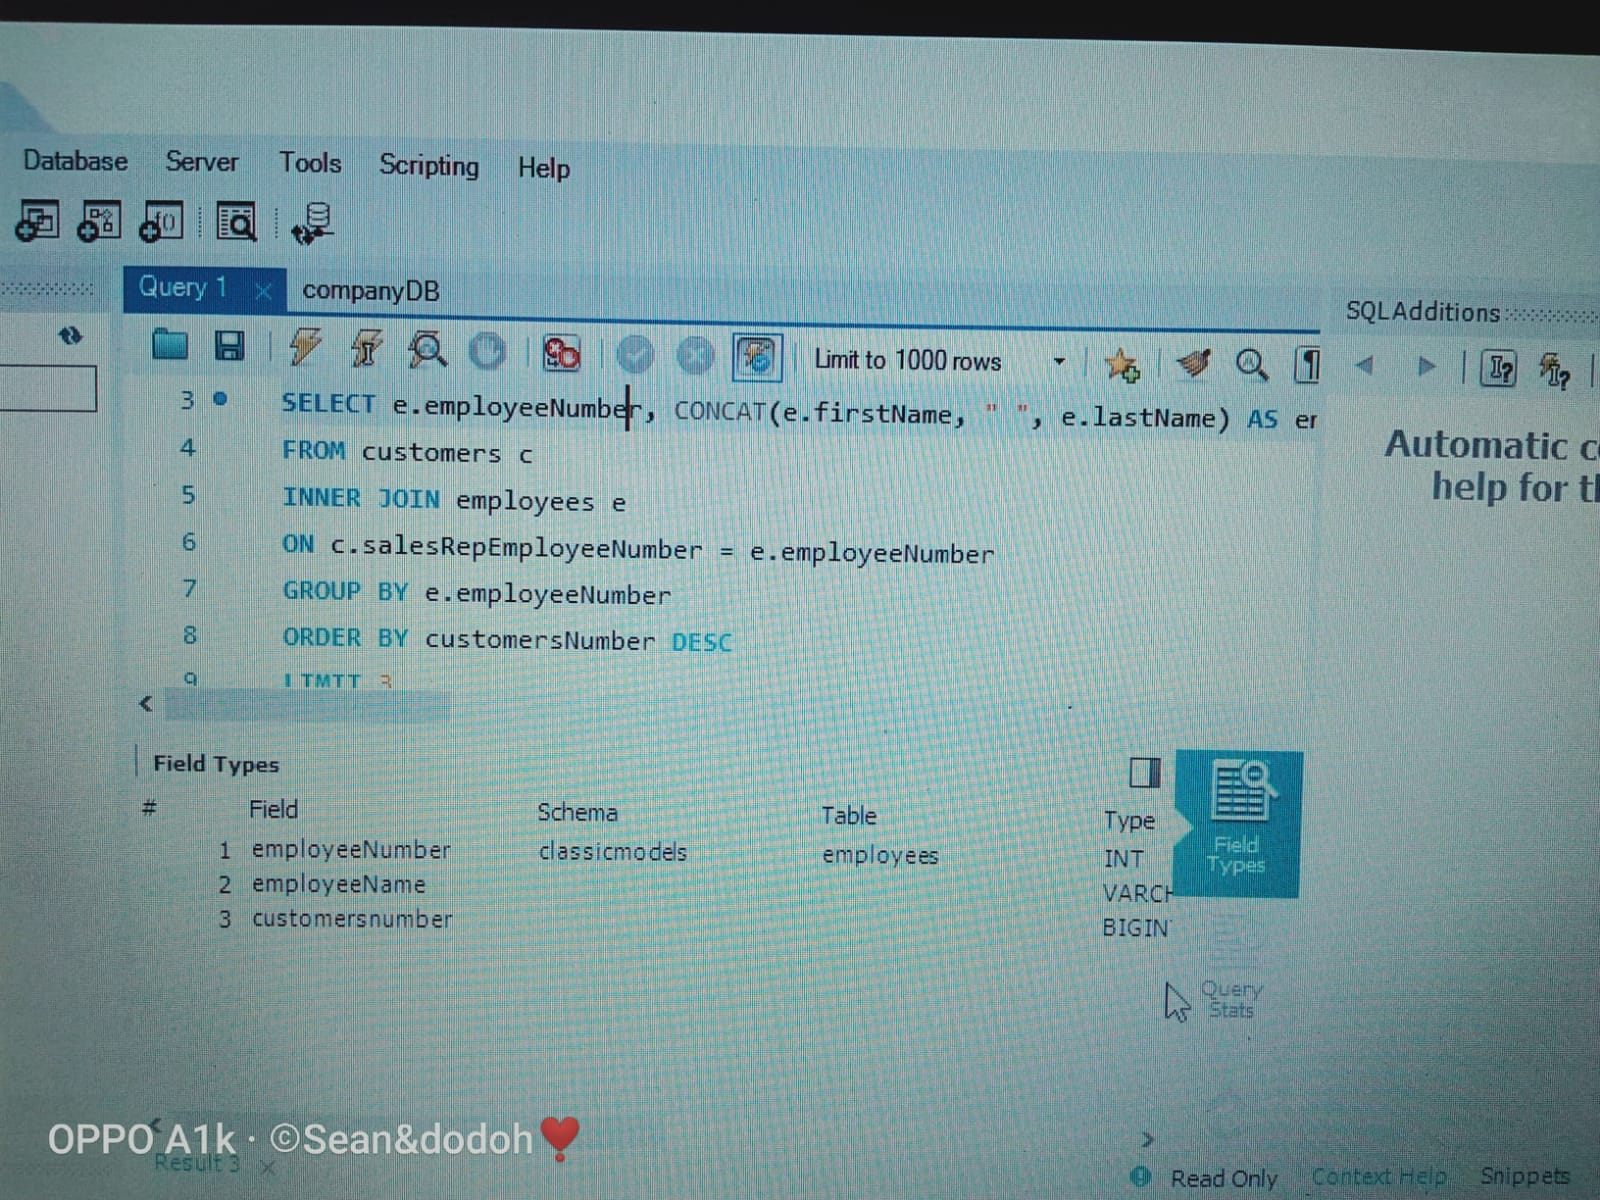 Database Server Tools Scripting Help
Query 1 companyDB
SQLAdditions
Limit to 1000 rows
3 SELECT e.employeeNumber, CONCAT(e.firstName, " ", e.lastName) AS
4 FROM customers c
5 INNER JOIN employees e
6 ON c.salesRepEmployeeNumber = e.employeeNumber
7 GROUP BY e.employeeNumber
8 ORDER BY customersNumber DESC
9 LIMIT 3
Automatic
help for
Field Types
# Field Schema Table Type
1 employeeNumber classicmodels employees INT
2 employeeName VARCH
3 customersnumber BIGIN
Field
Types
Query
Stats
OPPO A1k · ©Sean&dodoh❣️
Result 3
Read Only Context Help Snippets